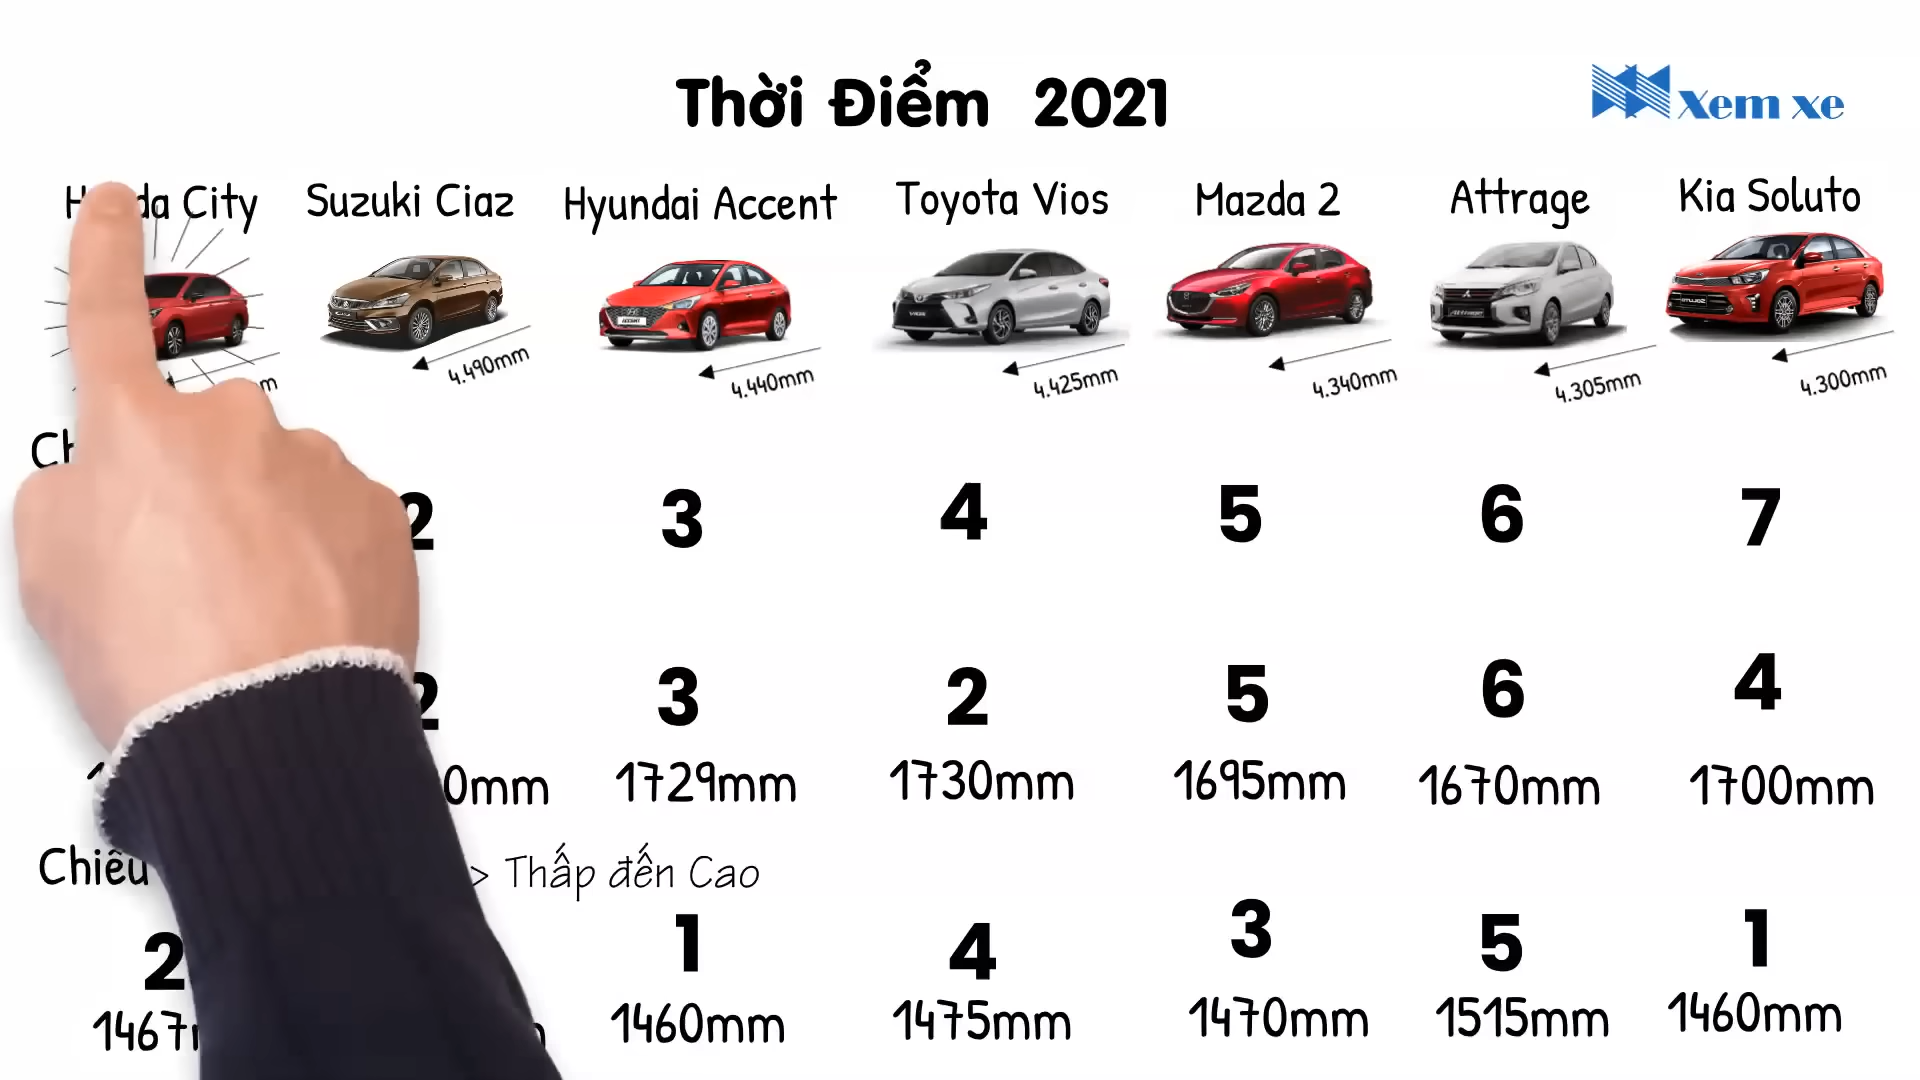 Thời Điểm 2021
Xem xe
City Suzuki Ciaz Hyundai Accent Toyota Vios Mazda 2 Attrage Kia Soluto
4.490mm 4.440mm 4.425mm 4.340mm 4.305mm 4.300mm
2 3 4 5 6 7
2 3 2 5 6 4
1729mm 1730mm 1695mm 1670mm 1700mm
Chiều > Thấp đến Cao
2 1 4 3 5 1
1460mm 1475mm 1470mm 1515mm 1460mm